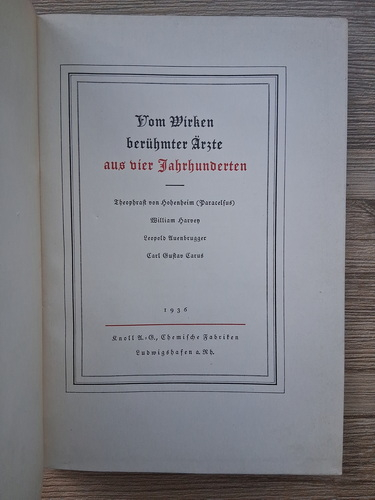 Vom Wirken
berühmter Ärzte
aus vier Jahrhunderten
Theophrast von Hohenheim (Paracelsus)
William Harvey
Leopold Auenbrugger
Carl Gustav Carus
1936
Knoll A.-G., Chemische Fabriken
Ludwigshafen a. Rh.